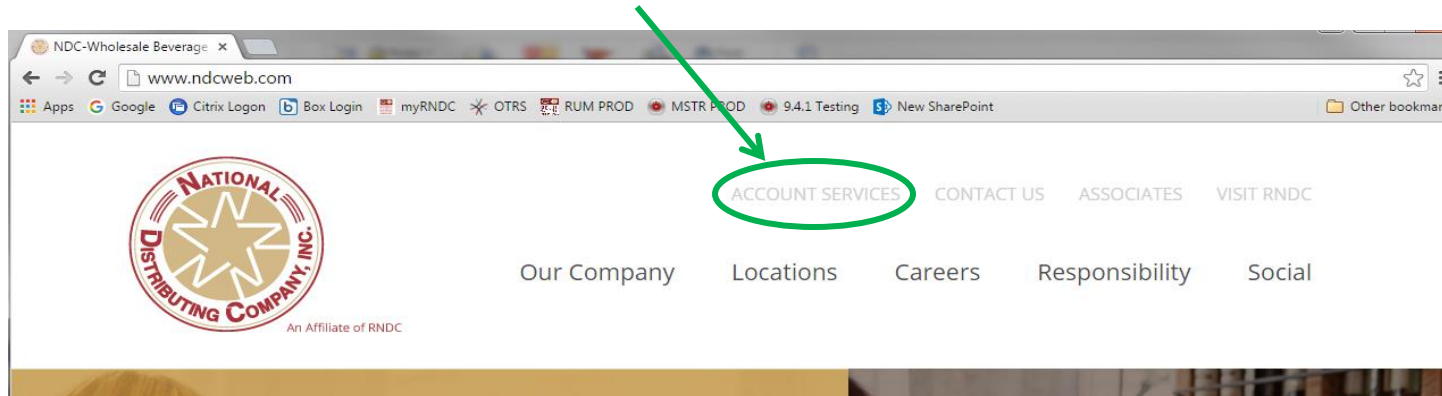 NDC-Wholesale Beverage
www.ndcweb.com
Apps Google Citrix Logon Box Login myRNDC OTRS RUM PROD MSTR PROD 9.4.1 Testing New SharePoint Other bookmar
ACCOUNT SERVICES CONTACT US ASSOCIATES VISIT RNDC
NATIONAL DISTRIBUTING COMPANY, INC.
Our Company Locations Careers Responsibility Social
An Affiliate of RNDC